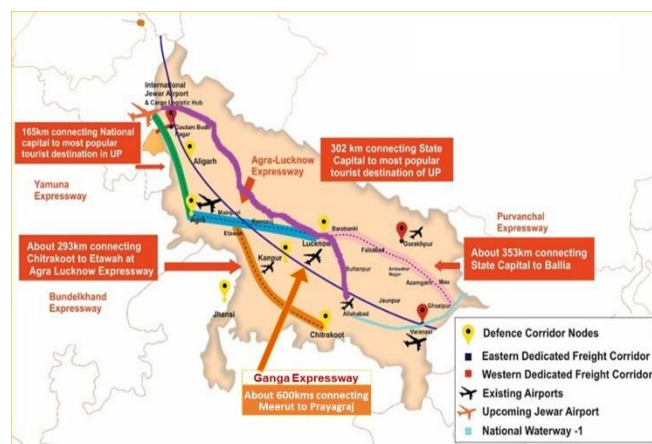 International
Jewar Airport
& Cargo Logistic Hub
165km connecting National
capital to most popular
tourist destination in UP
Gautam Budh
Nagar
Aligarh
Yamuna
Expressway
Agra-Lucknow
Expressway
302 km connecting State
Capital to most popular
tourist destination of UP
Agra
Mainpuri
Kannauj
Etawah
Barabanki
Lucknow
Faizabad
Gorakhpur
Purvanchal
Expressway
About 293km connecting
Chitrakoot to Etawah at
Agra Lucknow Expressway
Kanpur
Sultanpur
Ambedkar
Nagar
Azamgarh
Mau
About 353km connecting
State Capital to Ballia
Bundelkhand
Expressway
Jhansi
Chitrakoot
Allahabad
Jaunpur
Ghazipur
Varanasi
Ganga Expressway
About 600kms connecting
Meerut to Prayagraj
Defence Corridor Nodes
Eastern Dedicated Freight Corridor
Western Dedicated Freight Corridor
Existing Airports
Upcoming Jewar Airport
National Waterway -1